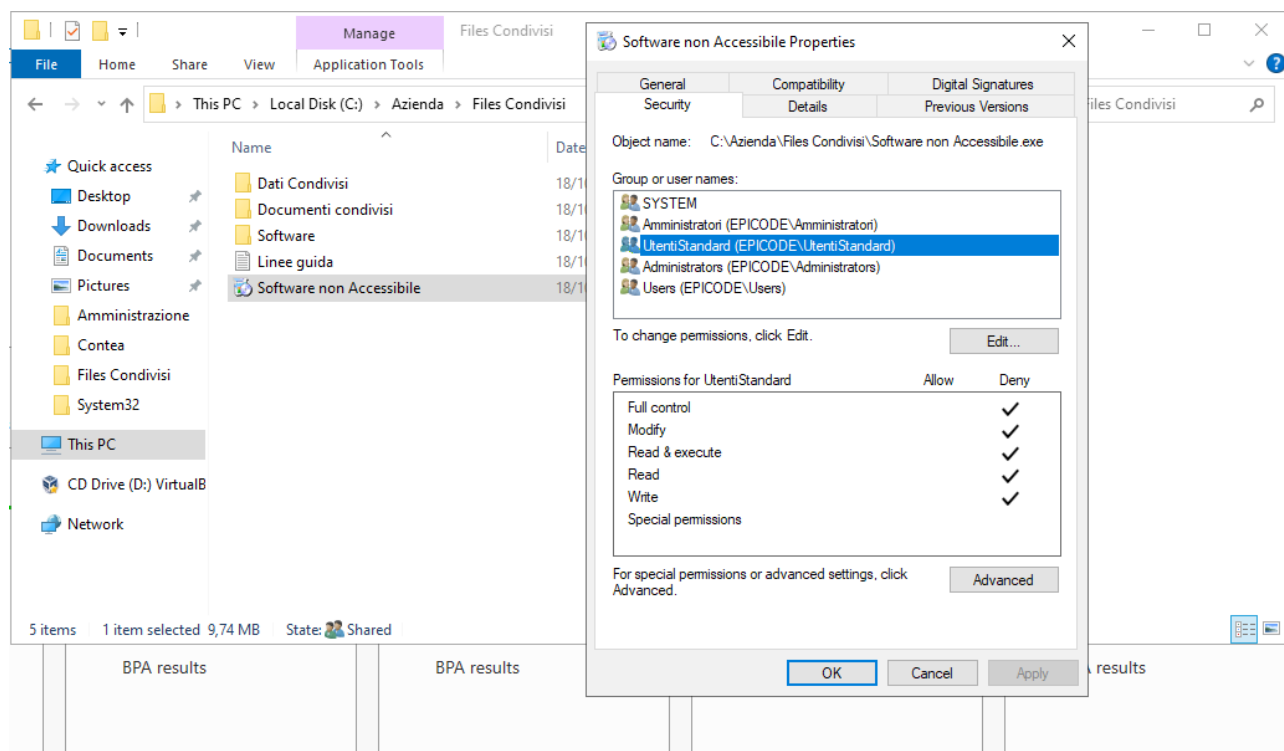 Manage
Files Condivisi
File
Home
Share
View
Application Tools
This PC
Local Disk (C:)
Azienda
Files Condivisi
Files Condivisi
Name
Date
Quick access
Desktop
Downloads
Documents
Pictures
Amministrazione
Contea
Files Condivisi
System32
This PC
CD Drive (D:) VirtualB
Network
Dati Condivisi
18/1
Documenti condivisi
18/1
Software
18/1
Linee guida
18/1
Software non Accessibile
18/1
5 items
1 item selected 9,74 MB
State:
Shared
Software non Accessibile Properties
General
Compatibility
Digital Signatures
Security
Details
Previous Versions
Object name: C:\Azienda\Files Condivisi\Software non Accessibile.exe
Group or user names:
SYSTEM
Amministratori (EPICODE\Amministratori)
UtentiStandard (EPICODE\UtentiStandard)
Administrators (EPICODE\Administrators)
Users (EPICODE\Users)
To change permissions, click Edit.
Edit...
Permissions for UtentiStandard
Allow
Deny
Full control
Modify
Read & execute
Read
Write
Special permissions
For special permissions or advanced settings, click
Advanced.
Advanced
OK
Cancel
Apply
BPA results
BPA results
results